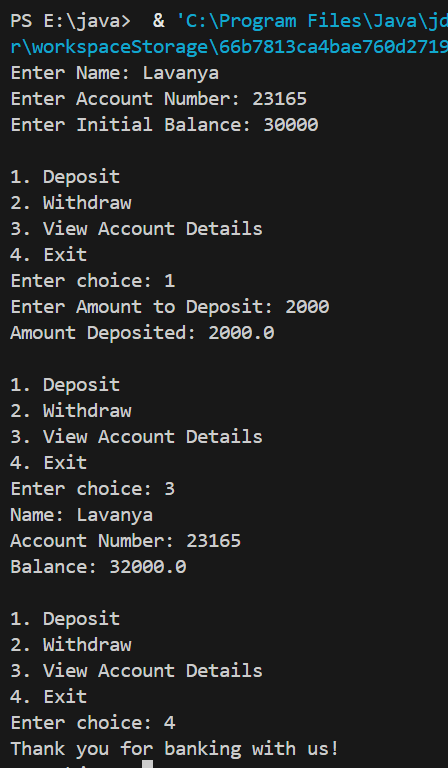 PS E:\java>  & 'C:\Program Files\Java\jd
r\workspaceStorage\66b7813ca4bae760d2719
Enter Name: Lavanya
Enter Account Number: 23165
Enter Initial Balance: 30000

1. Deposit
2. Withdraw
3. View Account Details
4. Exit
Enter choice: 1
Enter Amount to Deposit: 2000
Amount Deposited: 2000.0

1. Deposit
2. Withdraw
3. View Account Details
4. Exit
Enter choice: 3
Name: Lavanya
Account Number: 23165
Balance: 32000.0

1. Deposit
2. Withdraw
3. View Account Details
4. Exit
Enter choice: 4
Thank you for banking with us!